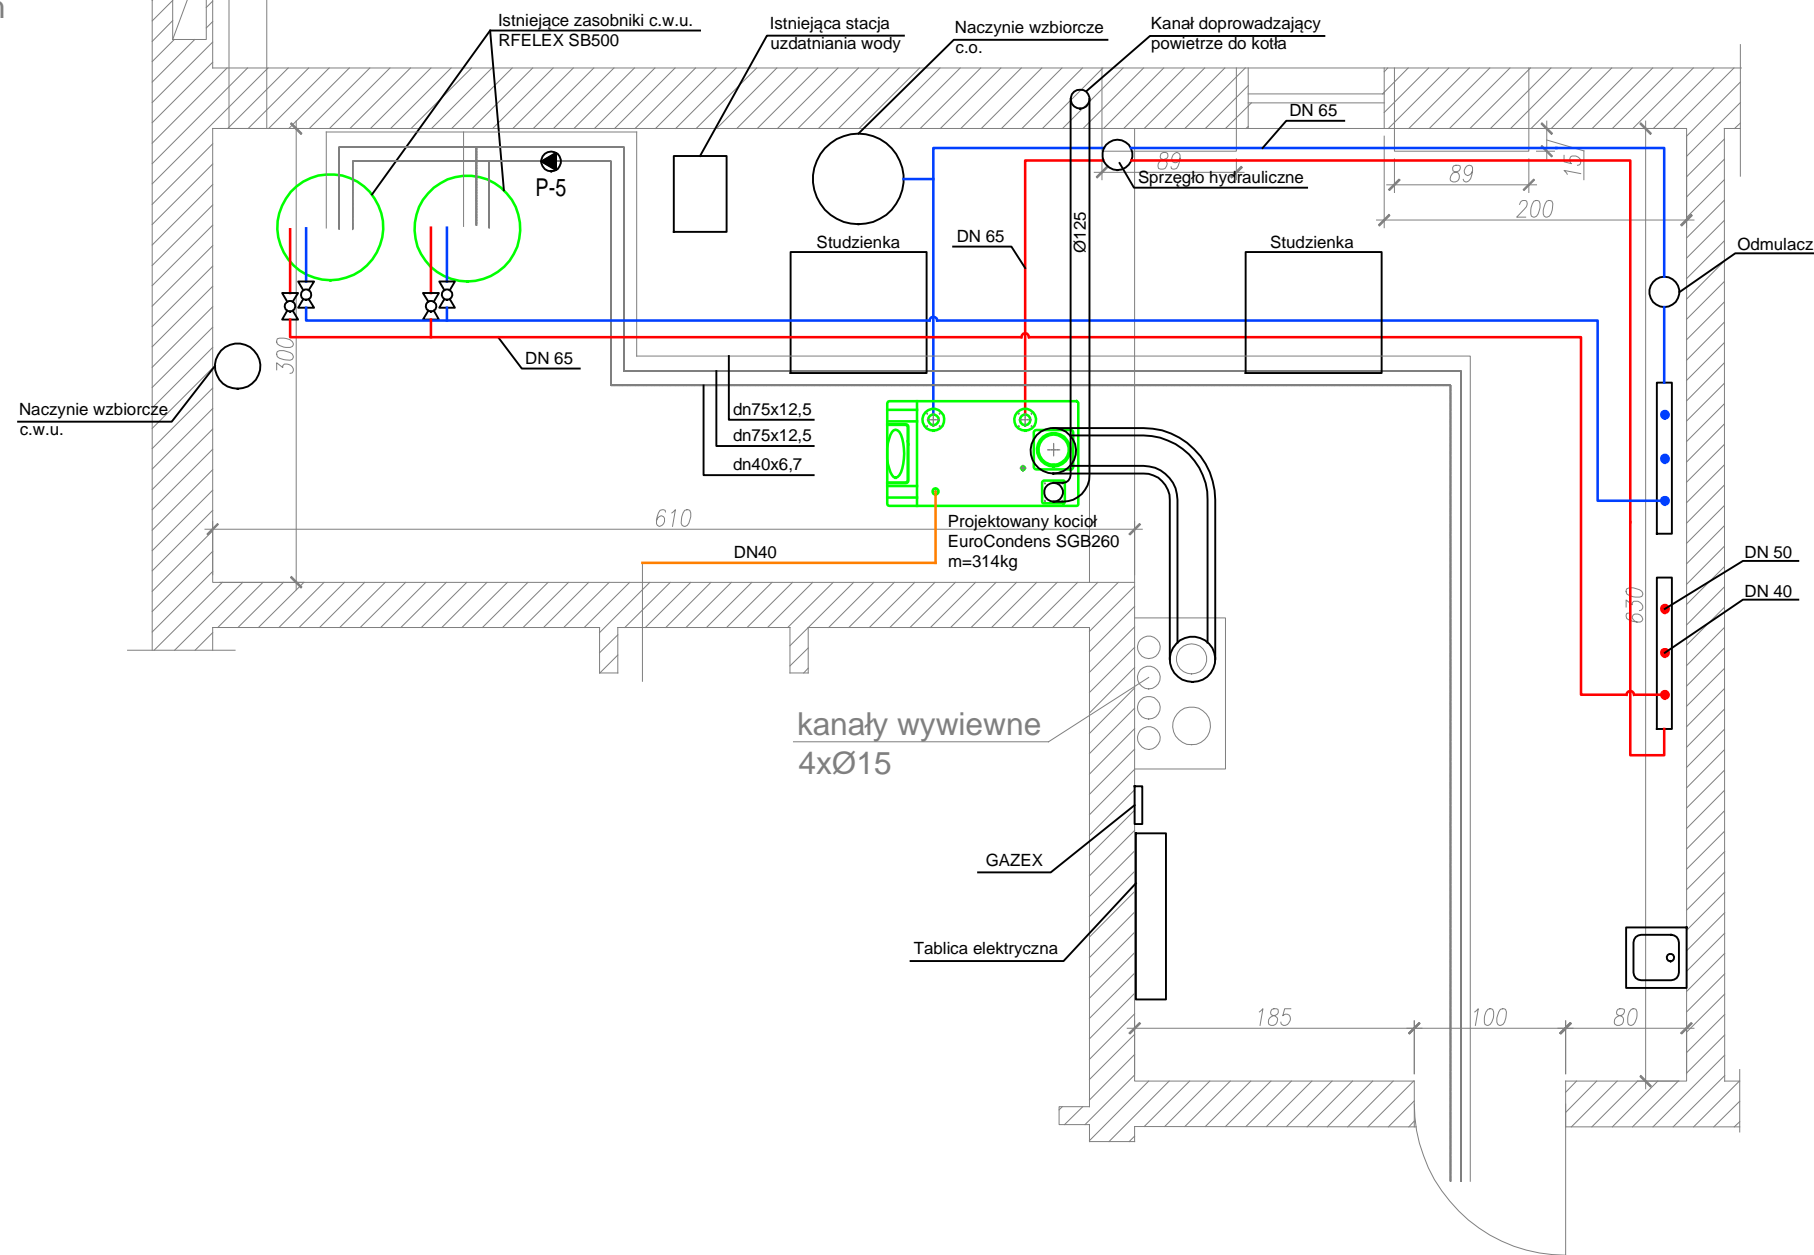 Istniejące zasobniki c.w.u.
RFELEX SB500
Istniejąca stacja
uzdatniania wody
Naczynie wzbiorcze
c.o.
Kanał doprowadzający
powietrze do kotła
DN 65
P-5
89
15
89
Sprzęgło hydrauliczne
200
Ø125
DN 65
Studzienka
Studzienka
Odmulacz
300
DN 65
Naczynie wzbiorcze
c.w.u.
dn75x12,5
dn75x12,5
dn40x6,7
610
Projektowany kocioł
EuroCondens SGB260
m=314kg
DN40
DN 50
DN 40
630
kanały wywiewne
4xØ15
GAZEX
Tablica elektryczna
185
100
80